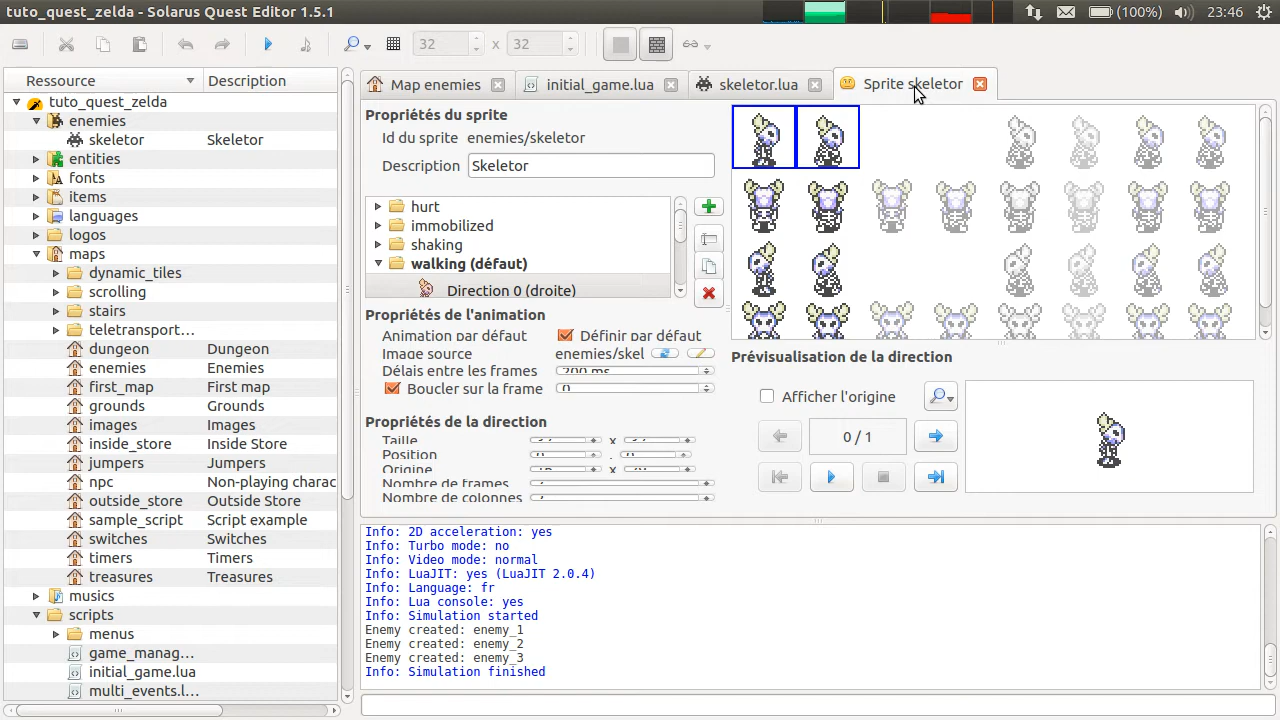 tuto_quest_zelda - Solarus Quest Editor 1.5.1
(100%) 23:46
32 x 32
Ressource Description
tuto_quest_zelda
enemies
skeletor Skeletor
entities
fonts
items
languages
logos
maps
dynamic_tiles
scrolling
stairs
teletransport...
dungeon Dungeon
enemies Enemies
first_map First map
grounds Grounds
images Images
inside_store Inside Store
jumpers Jumpers
npc Non-playing charac
outside_store Outside Store
sample_script Script example
switches Switches
timers Timers
treasures Treasures
musics
scripts
menus
game_manag...
initial_game.lua
multi_events.l...
Map enemies initial_game.lua skeletor.lua Sprite skeletor
Propriétés du sprite
Id du sprite enemies/skeletor
Description Skeletor
hurt
immobilized
shaking
walking (défaut)
Direction 0 (droite)
Propriétés de l'animation
Animation par défaut Définir par défaut
Image source enemies/skel
Délais entre les frames 200 ms
Boucler sur la frame 0
Propriétés de la direction
Taille x
Position ,
Origine
Nombre de frames
Nombre de colonnes
Prévisualisation de la direction
Afficher l'origine
0 / 1
Info: 2D acceleration: yes
Info: Turbo mode: no
Info: Video mode: normal
Info: LuaJIT: yes (LuaJIT 2.0.4)
Info: Language: fr
Info: Lua console: yes
Info: Simulation started
Enemy created: enemy_1
Enemy created: enemy_2
Enemy created: enemy_3
Info: Simulation finished